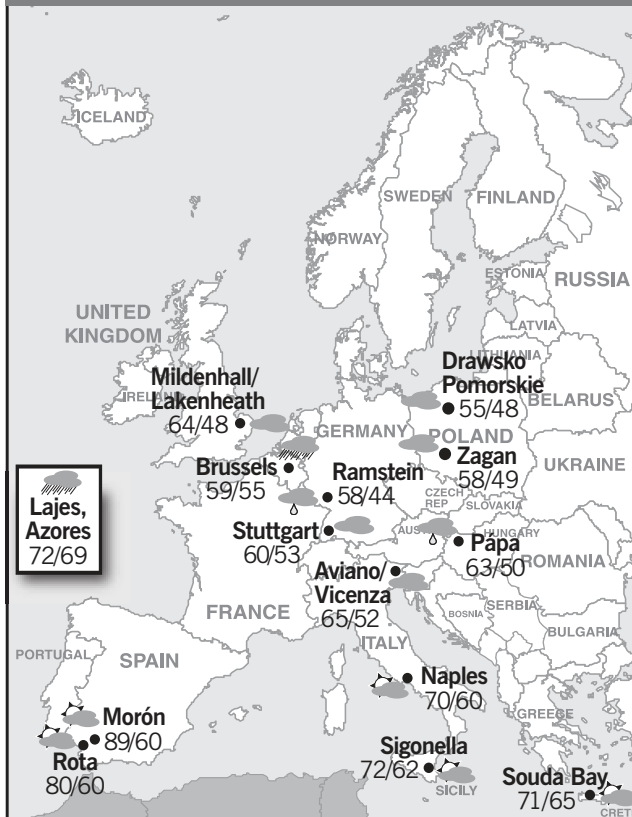 ICELAND
SWEDEN
FINLAND
NORWAY
ESTONIA
RUSSIA
UNITED
KINGDOM
LATVIA
LITHUANIA
Drawsko
Pomorskie
55/48
Mildenhall/
Lakenheath
64/48
IRELAND
BELARUS
GERMANY
POLAND
Zagan
58/49
Brussels
59/55
Ramstein
58/44
UKRAINE
Lajes,
Azores
72/69
CZECH
REP
SLOVAKIA
Stuttgart
60/53
HUNGARY
Pápa
63/50
ROMANIA
Aviano/
Vicenza
65/52
FRANCE
BOSNIA
SERBIA
ITALY
BULGARIA
PORTUGAL
SPAIN
Naples
70/60
GREECE
Morón
89/60
Rota
80/60
Sigonella
72/62
SICILY
Souda Bay
71/65